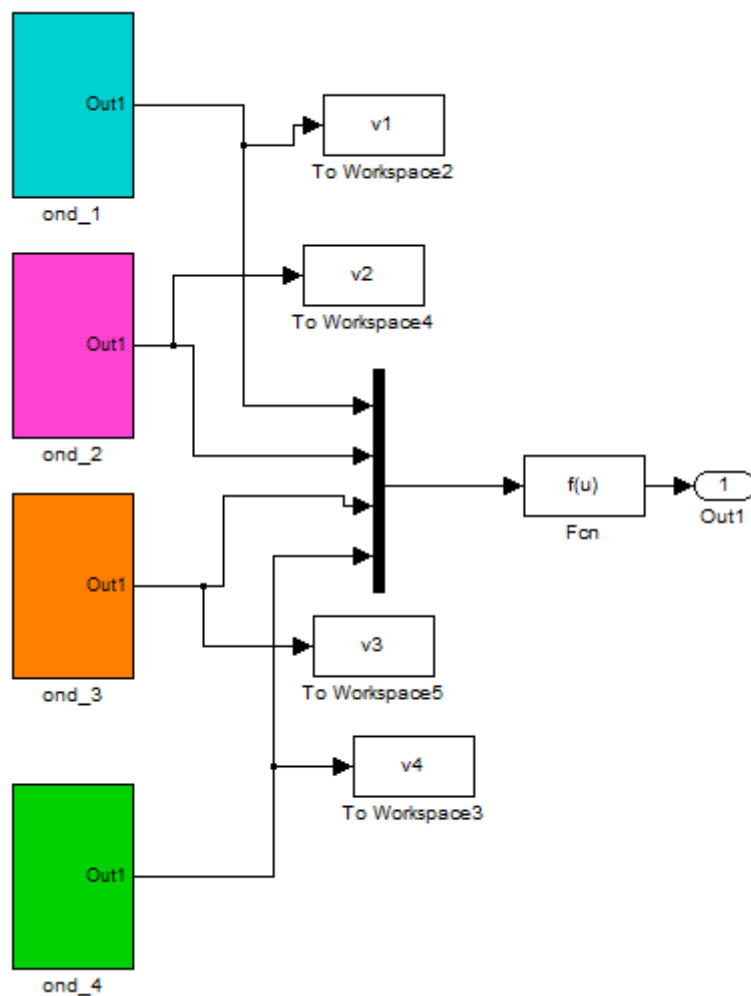 Out1
v1
To Workspace2
ond_1
v2
To Workspace4
Out1
ond_2
f(u)
Fcn
1
Out1
Out1
v3
To Workspace5
ond_3
v4
To Workspace3
Out1
ond_4